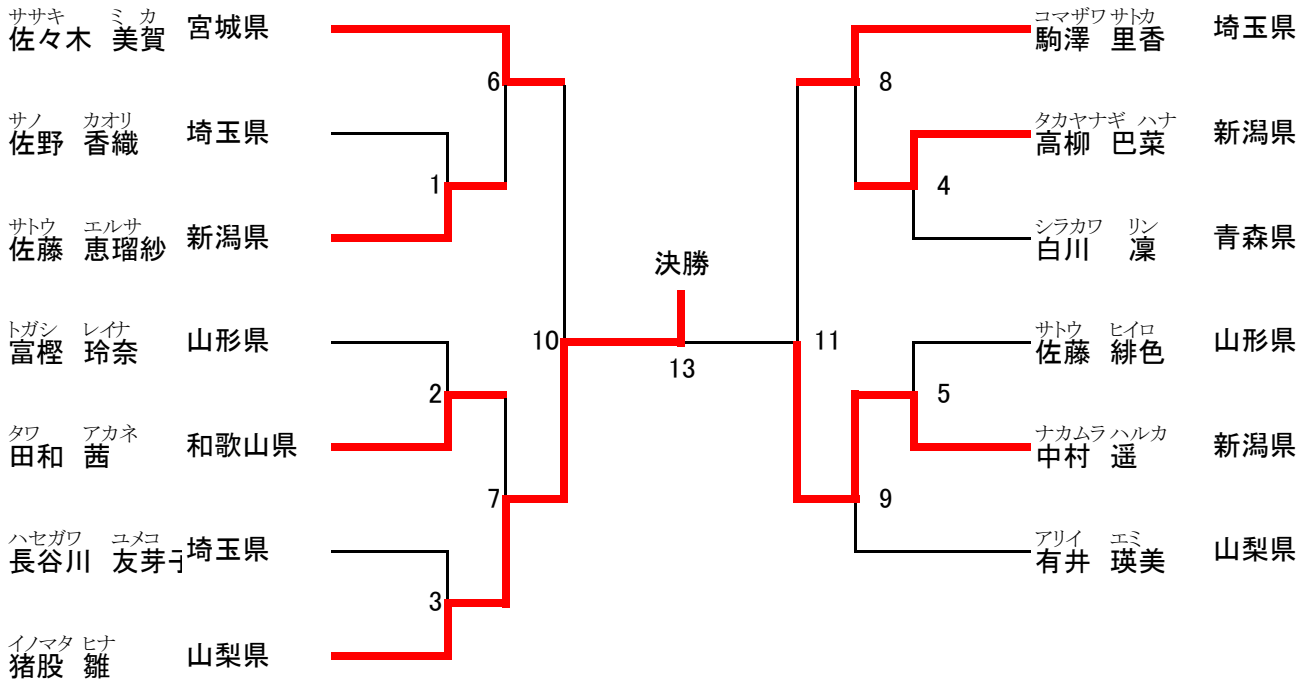 ササキ ミ カ
佐々木 美賀 宮城県
6
サノ カオリ
佐野 香織 埼玉県
1
サトウ エルサ
佐藤 恵瑠紗 新潟県
トガシ レイナ
富樫 玲奈 山形県
2
タワ アカネ
田和 茜 和歌山県
7
ハセガワ ユメコ
長谷川 友芽子 埼玉県
3
イノマタ ヒナ
猪股 雛 山梨県
10
決勝
13
コマザワ サトカ
駒澤 里香 埼玉県
8
タカヤナギ ハナ
高柳 巴菜 新潟県
4
シラカワ リン
白川 凜 青森県
11
サトウ ヒイロ
佐藤 緋色 山形県
5
ナカムラ ハルカ
中村 遥 新潟県
9
アリイ エミ
有井 瑛美 山梨県